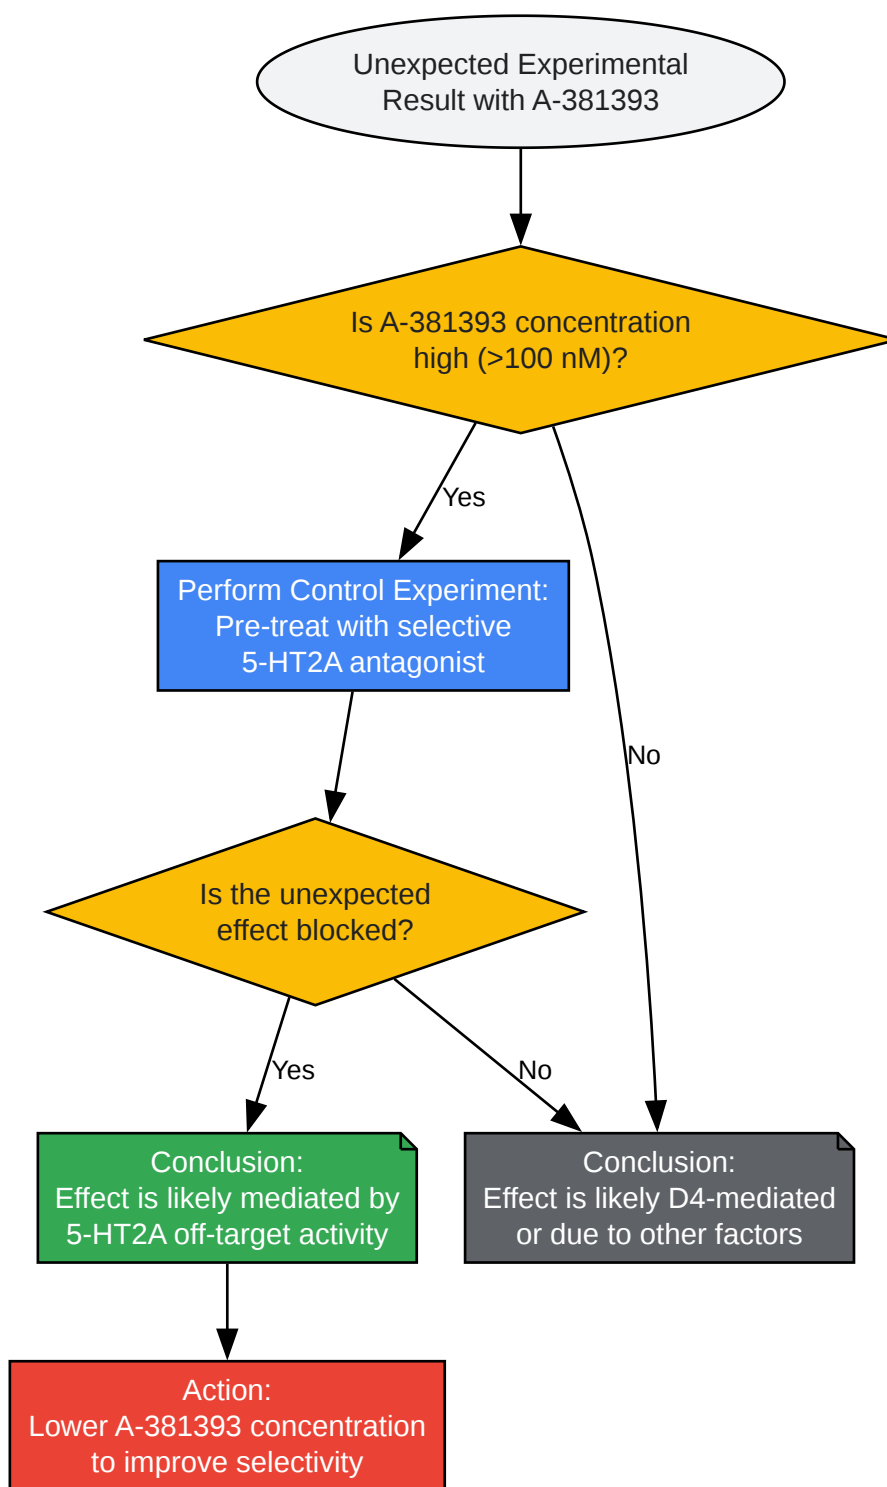 Unexpected Experimental
Result with A-381393
Is A-381393 concentration
high (>100 nM)?
Yes
Perform Control Experiment:
Pre-treat with selective
5-HT2A antagonist
No
Is the unexpected
effect blocked?
Yes
No
Conclusion:
Effect is likely mediated by
5-HT2A off-target activity
Conclusion:
Effect is likely D4-mediated
or due to other factors
Action:
Lower A-381393 concentration
to improve selectivity